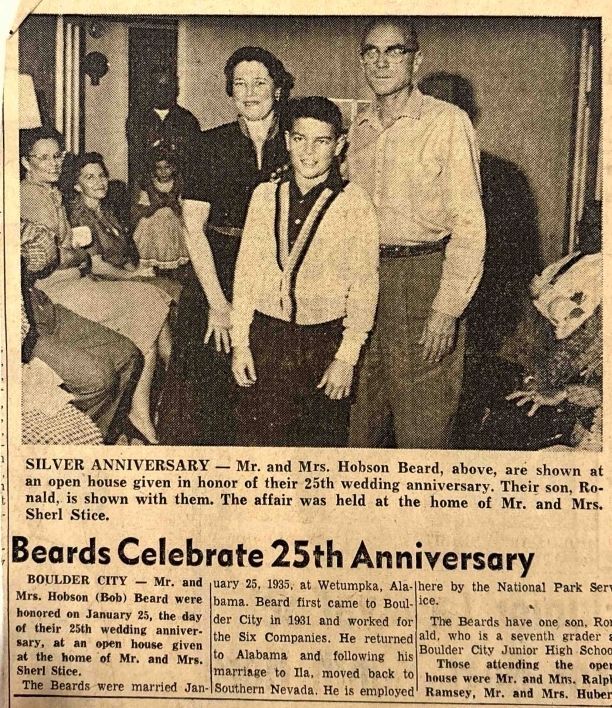 SILVER ANNIVERSARY — Mr. and Mrs. Hobson Beard, above, are shown at
an open house given in honor of their 25th wedding anniversary. Their son, Ro-
nald, is shown with them. The affair was held at the home of Mr. and Mrs.
Sherl Stice.
Beards Celebrate 25th Anniversary
BOULDER CITY — Mr. and
Mrs. Hobson (Bob) Beard were
honored on January 25, the day
of their 25th wedding anniver-
sary, at an open house given
at the home of Mr. and Mrs.
Sherl Stice.
The Beards were married Jan-
uary 25, 1935, at Wetumpka, Ala-
bama. Beard first came to Boul-
der City in 1931 and worked for
the Six Companies. He returned
to Alabama and following his
marriage to Ila, moved back to
Southern Nevada. He is employed
here by the National Park Serv
ice.
The Beards have one son, Ron
ald, who is a seventh grader
Boulder City Junior High Schoo
Those attending the open
house were Mr. and Mrs. Ralph
Ramsey, Mr. and Mrs. Huber